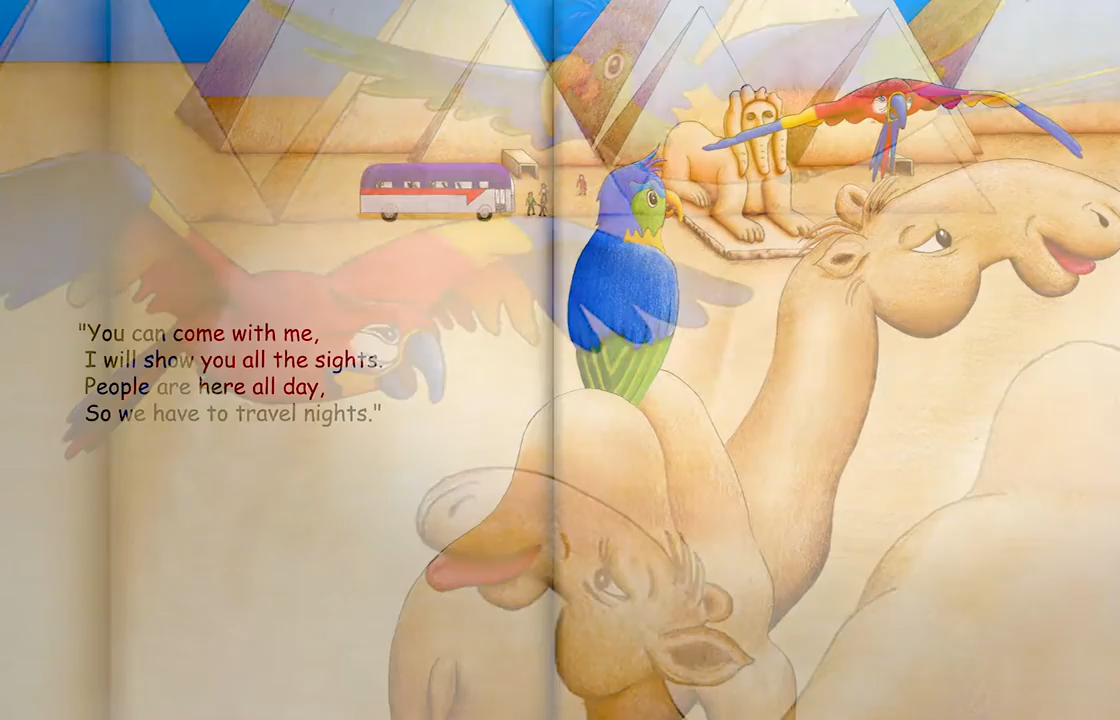 "You can come with me,
I will show you all the sights.
People are here all day,
So we have to travel nights."